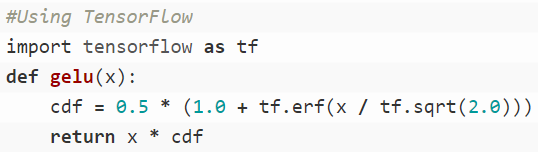 #Using TensorFlow
import tensorflow as tf
def gelu(x):
    cdf = 0.5 * (1.0 + tf.erf(x / tf.sqrt(2.0)))
    return x * cdf